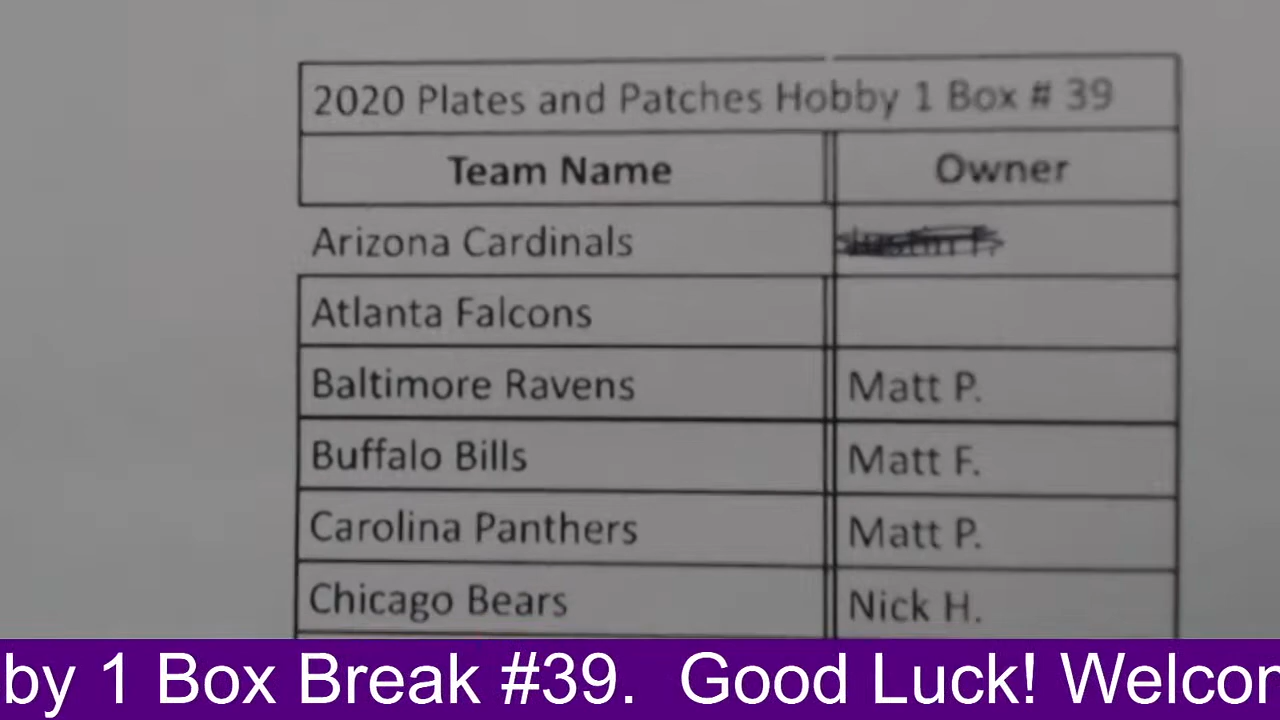 2020 Plates and Patches Hobby 1 Box # 39
Team Name Owner
Arizona Cardinals
Atlanta Falcons
Baltimore Ravens Matt P.
Buffalo Bills Matt F.
Carolina Panthers Matt P.
Chicago Bears Nick H.
by 1 Box Break #39. Good Luck! Welcom